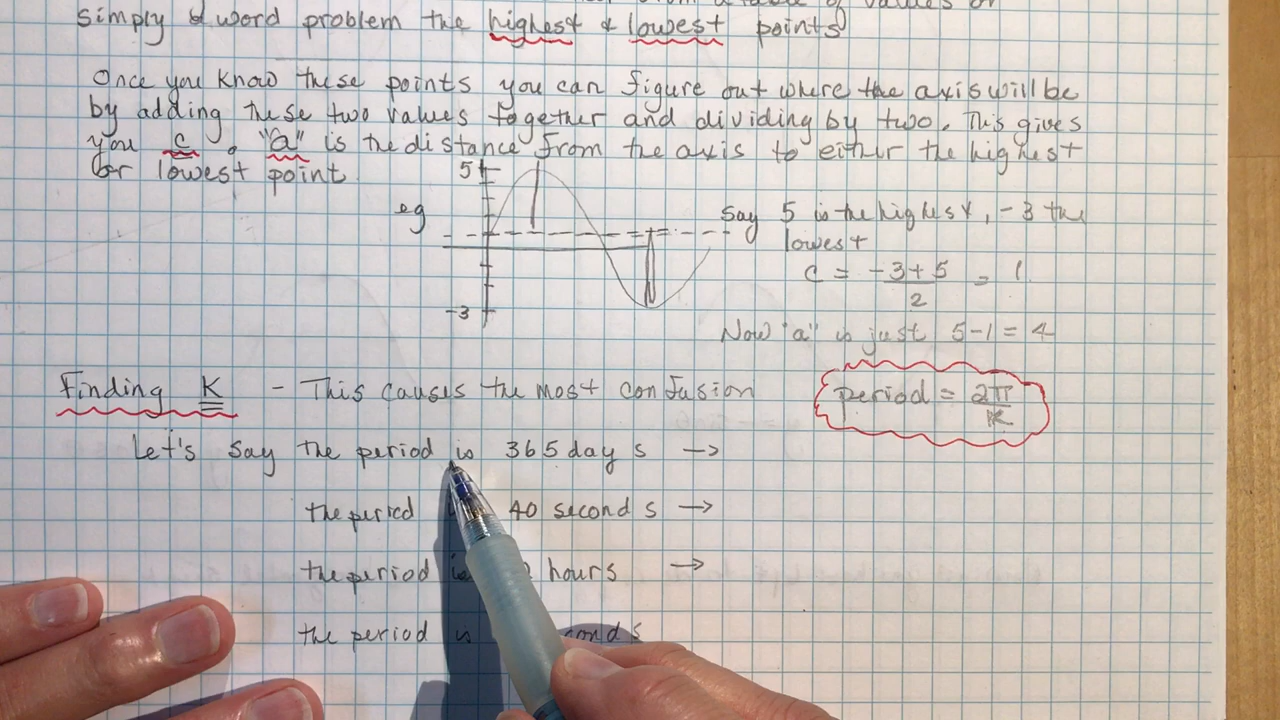 simply a word problem the highest & lowest points
Once you know these points you can figure out where the axis will be
by adding these two values together and dividing by two. This gives
you c. "a" is the distance from the axis to either the highest
or lowest point.
5
eg
-3
Say 5 is the highest, -3 the
lowest
c = -3+5 / 2 = 1
Now "a" is just 5-1 = 4
Finding K - This causes the most confusion
period = 2π/K
Let's say the period is 365 days →
the period 40 seconds →
the period is hours →
the period is